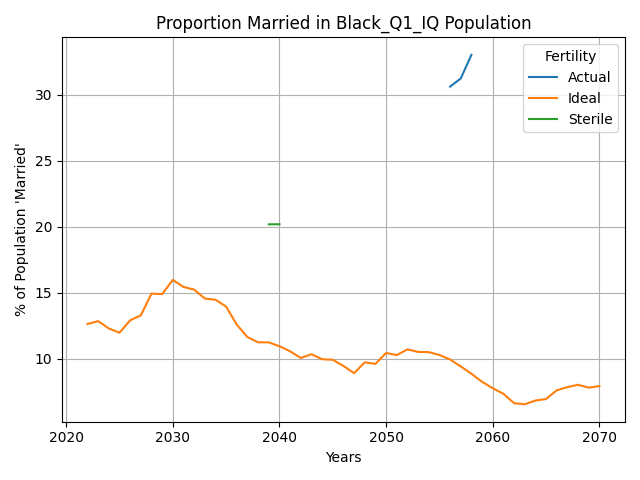 Proportion Married in Black_Q1_IQ Population
Fertility
Actual
Ideal
Sterile
% of Population 'Married'
30
25
20
15
10
2020 2030 2040 2050 2060 2070
Years